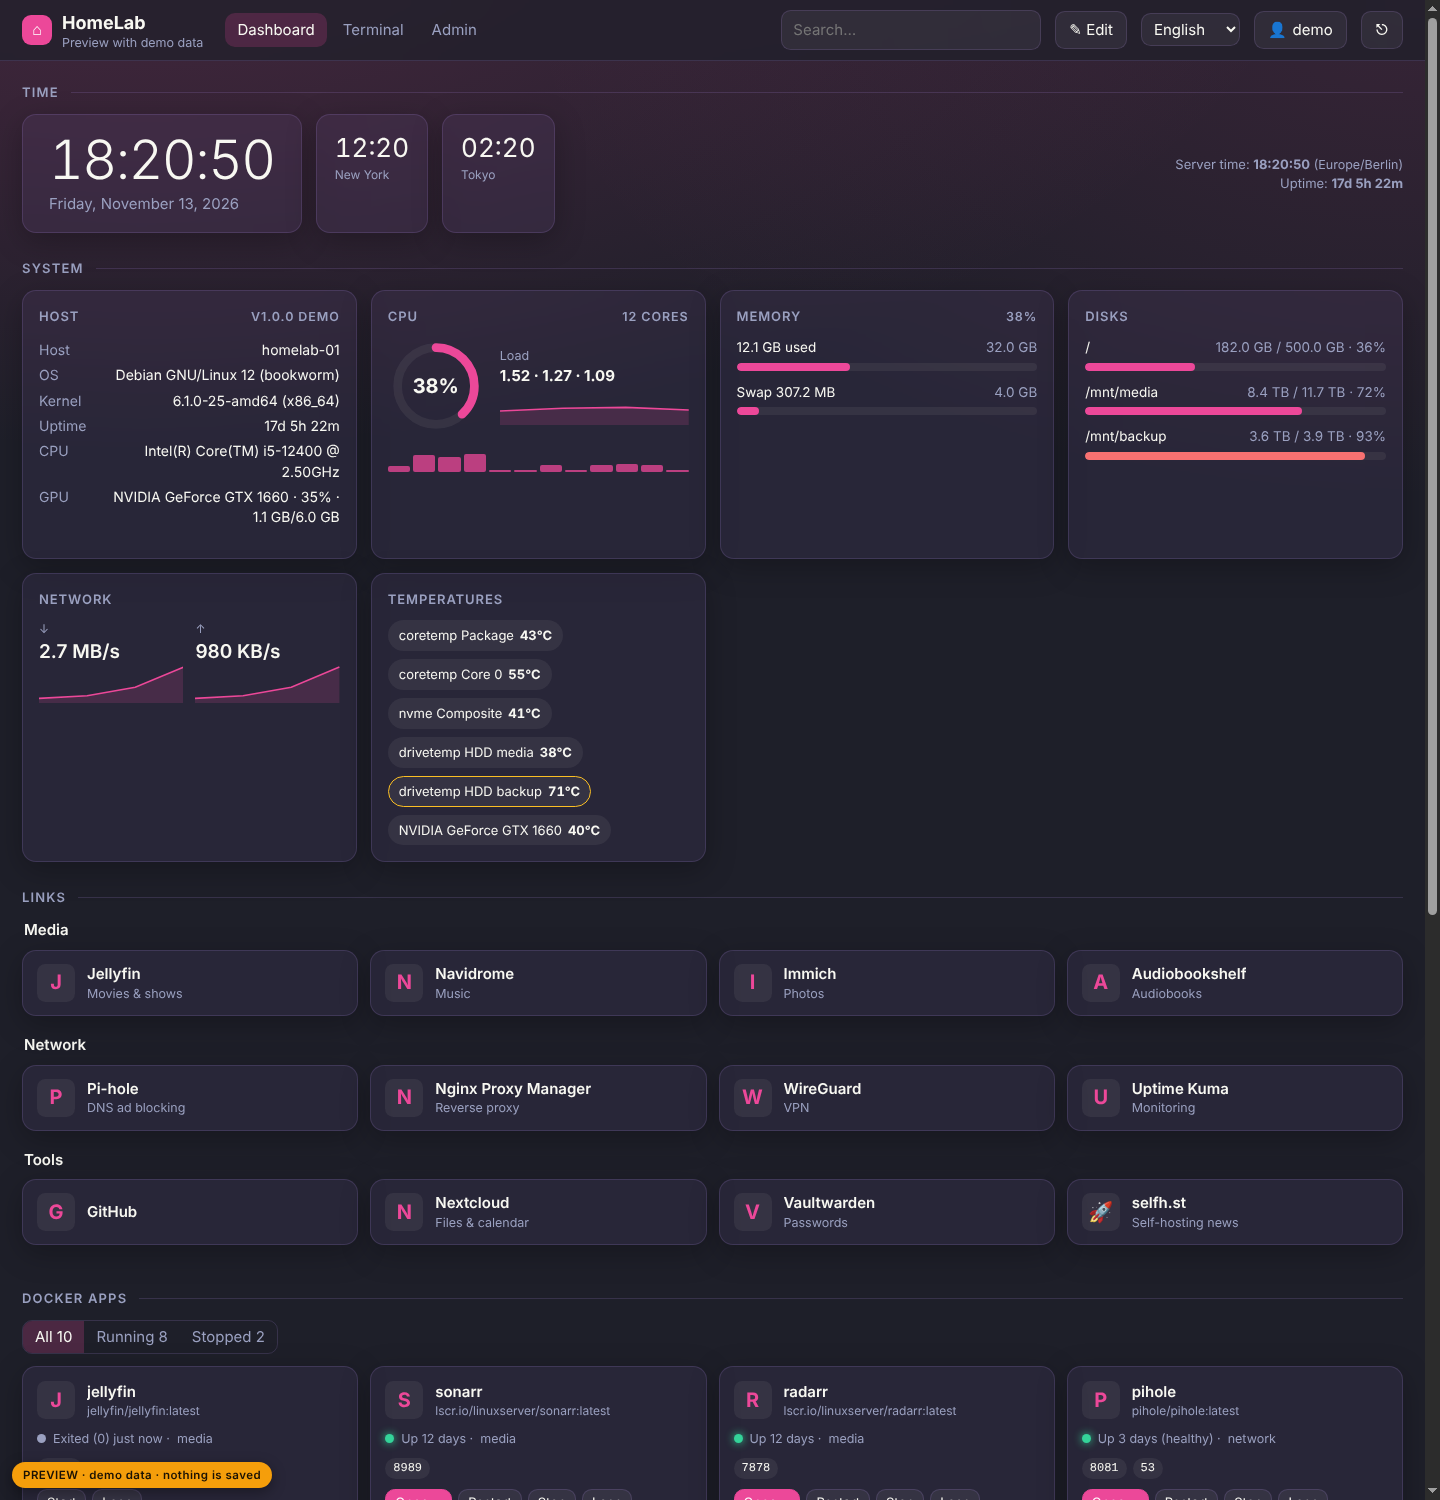 HomeLab
Preview with demo data
Dashboard
Terminal
Admin
Search...
✎ Edit
English
demo
TIME
18:20:50
Friday, November 13, 2026
12:20
New York
02:20
Tokyo
Server time: 18:20:50 (Europe/Berlin)
Uptime: 17d 5h 22m
SYSTEM
HOST
V1.0.0 DEMO
Host homelab-01
OS Debian GNU/Linux 12 (bookworm)
Kernel 6.1.0-25-amd64 (x86_64)
Uptime 17d 5h 22m
CPU Intel(R) Core(TM) i5-12400 @
2.50GHz
GPU NVIDIA GeForce GTX 1660 · 35% ·
1.1 GB/6.0 GB
CPU
12 CORES
38%
Load
1.52 · 1.27 · 1.09
MEMORY
38%
12.1 GB used 32.0 GB
Swap 307.2 MB 4.0 GB
DISKS
/ 182.0 GB / 500.0 GB · 36%
/mnt/media 8.4 TB / 11.7 TB · 72%
/mnt/backup 3.6 TB / 3.9 TB · 93%
NETWORK
↓
2.7 MB/s
↑
980 KB/s
TEMPERATURES
coretemp Package 43°C
coretemp Core 0 55°C
nvme Composite 41°C
drivetemp HDD media 38°C
drivetemp HDD backup 71°C
NVIDIA GeForce GTX 1660 40°C
LINKS
Media
J
Jellyfin
Movies & shows
N
Navidrome
Music
I
Immich
Photos
A
Audiobookshelf
Audiobooks
Network
P
Pi-hole
DNS ad blocking
N
Nginx Proxy Manager
Reverse proxy
W
WireGuard
VPN
U
Uptime Kuma
Monitoring
Tools
G
GitHub
N
Nextcloud
Files & calendar
V
Vaultwarden
Passwords
selfh.st
Self-hosting news
DOCKER APPS
All 10
Running 8
Stopped 2
J
jellyfin
jellyfin/jellyfin:latest
Exited (0) just now · media
S
sonarr
lscr.io/linuxserver/sonarr:latest
Up 12 days · media
8989
R
radarr
lscr.io/linuxserver/radarr:latest
Up 12 days · media
7878
P
pihole
pihole/pihole:latest
Up 3 days (healthy) · network
8081
53
PREVIEW · demo data · nothing is saved